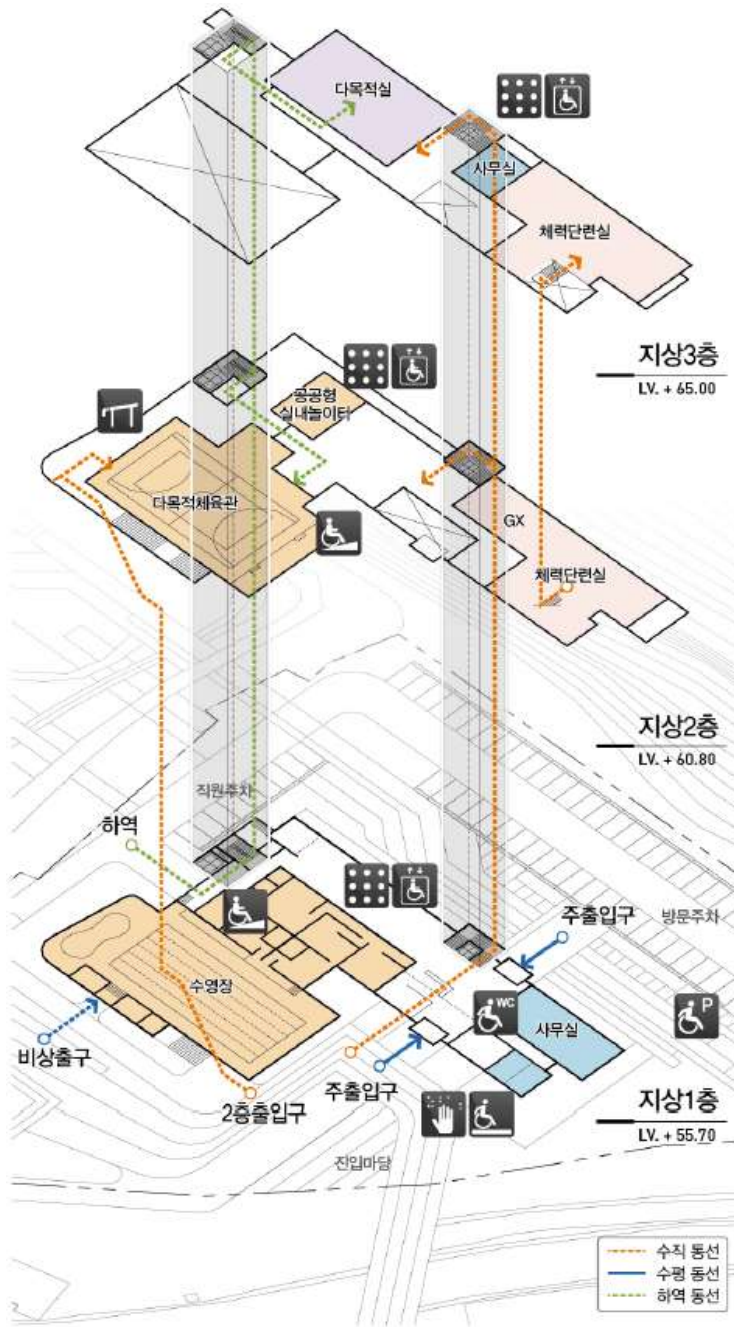 다목적실
사무실
체력단련실
지상3층
LV. + 65.00
공공형
실내놀이터
다목적체육관
GX
체력단련실
지상2층
LV. + 60.80
직원주차
하역
주출입구
방문주차
수영장
WC
P
사무실
비상출구
2층출입구
주출입구
지상1층
LV. + 55.70
진입마당
수직 동선
수평 동선
하역 동선